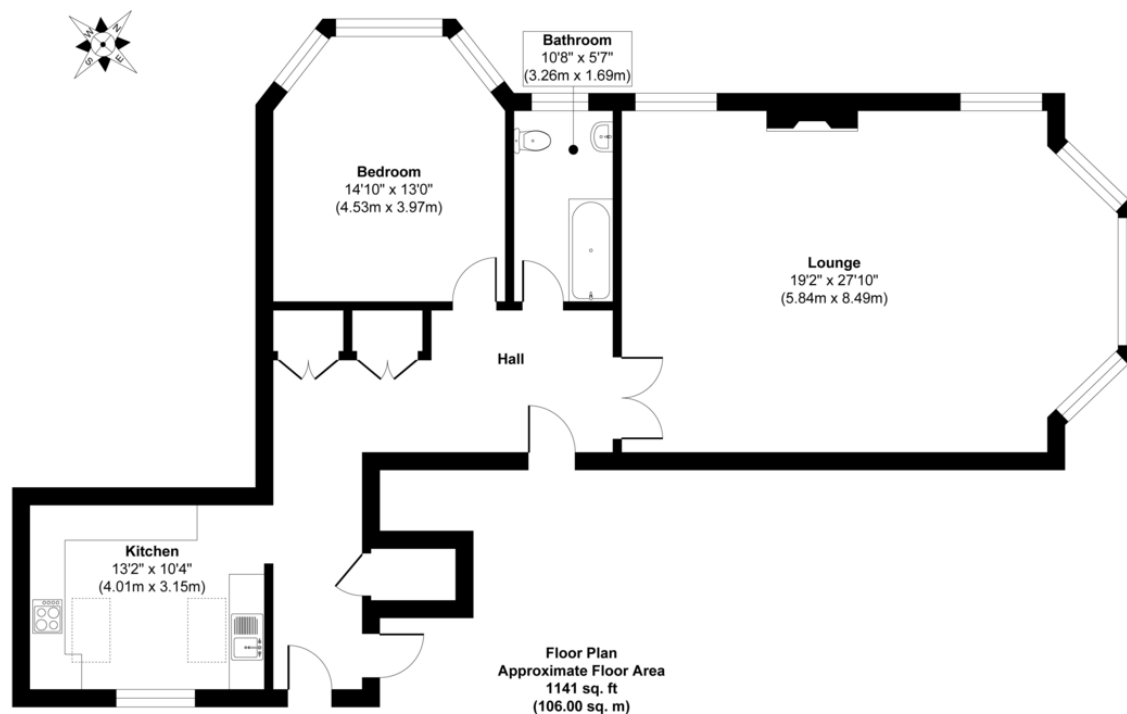 N
W
E
S
Bathroom
10'8" x 5'7"
(3.26m x 1.69m)
Bedroom
14'10" x 13'0"
(4.53m x 3.97m)
Lounge
19'2" x 27'10"
(5.84m x 8.49m)
Hall
Kitchen
13'2" x 10'4"
(4.01m x 3.15m)
Floor Plan
Approximate Floor Area
1141 sq. ft
(106.00 sq. m)